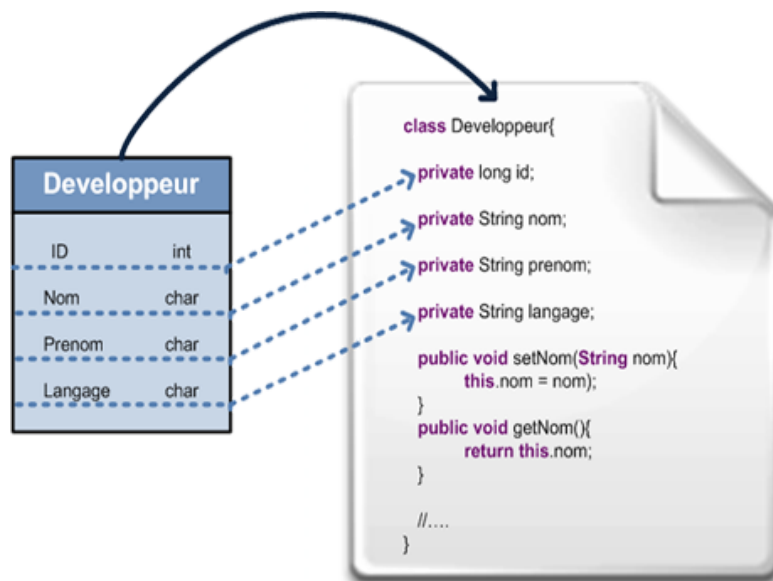 Developpeur
ID int
Nom char
Prenom char
Langage char
class Developpeur{
private long id;
private String nom;
private String prenom;
private String langage;
public void setNom(String nom){
this.nom = nom);
}
public void getNom(){
return this.nom;
}
//....
}